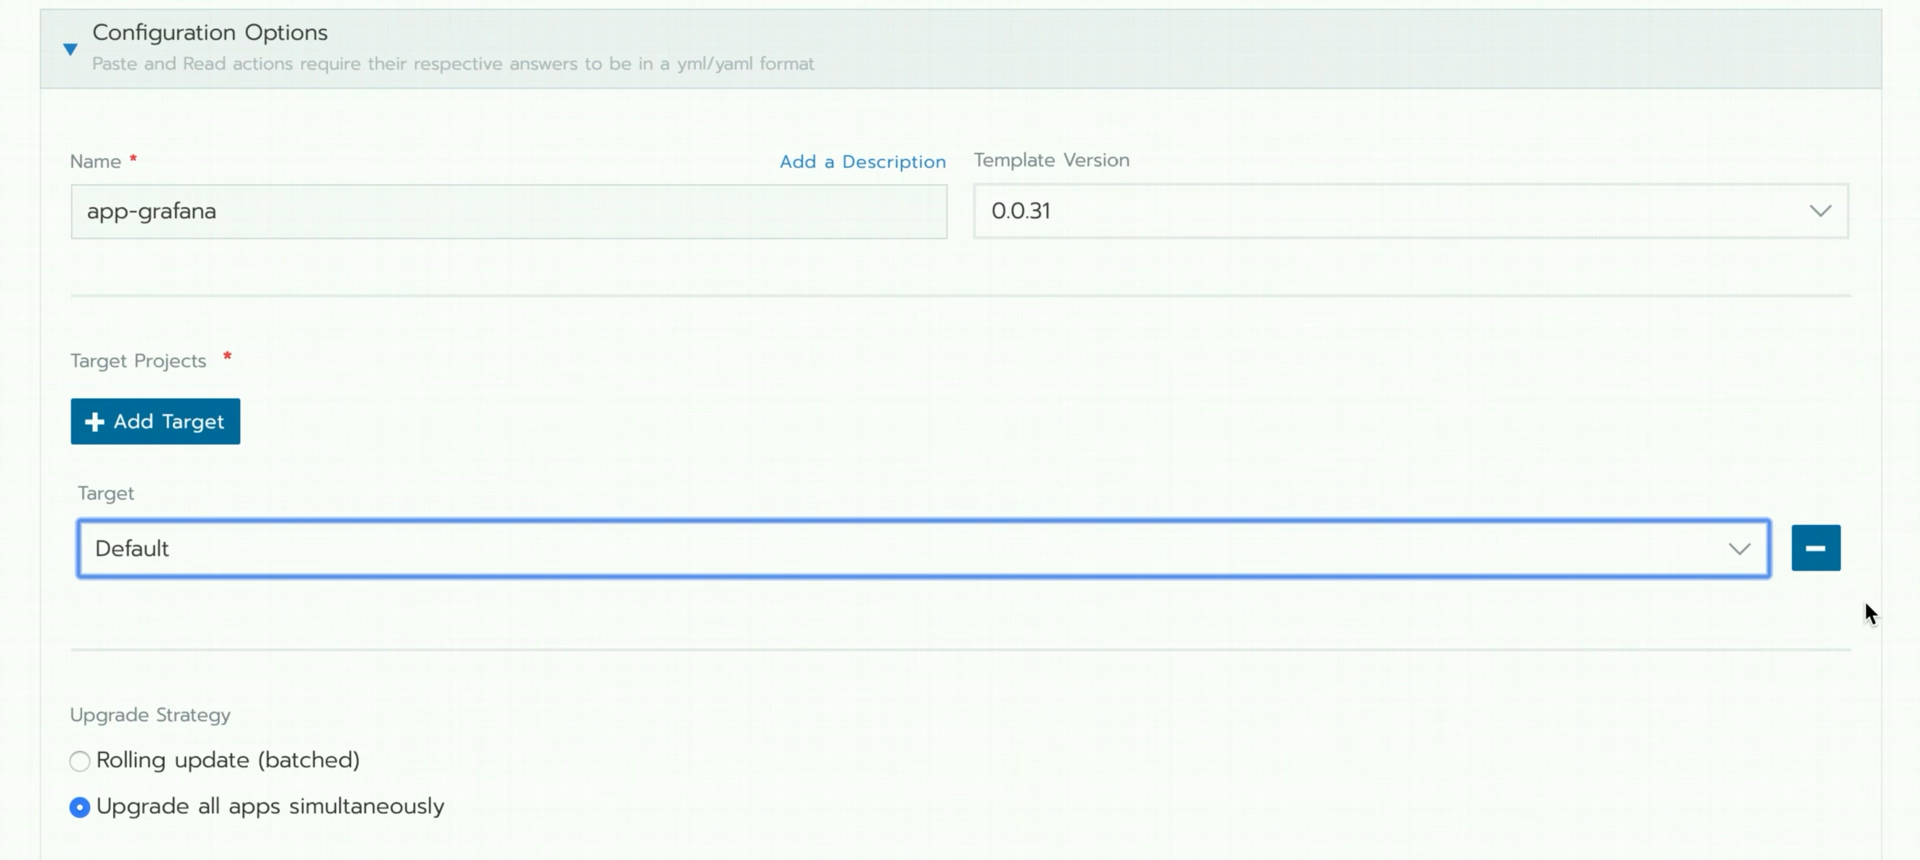 Configuration Options
Paste and Read actions require their respective answers to be in a yml/yaml format
Name *
Add a Description
Template Version
app-grafana
0.0.31
Target Projects *
+ Add Target
Target
Default
Upgrade Strategy
Rolling update (batched)
Upgrade all apps simultaneously